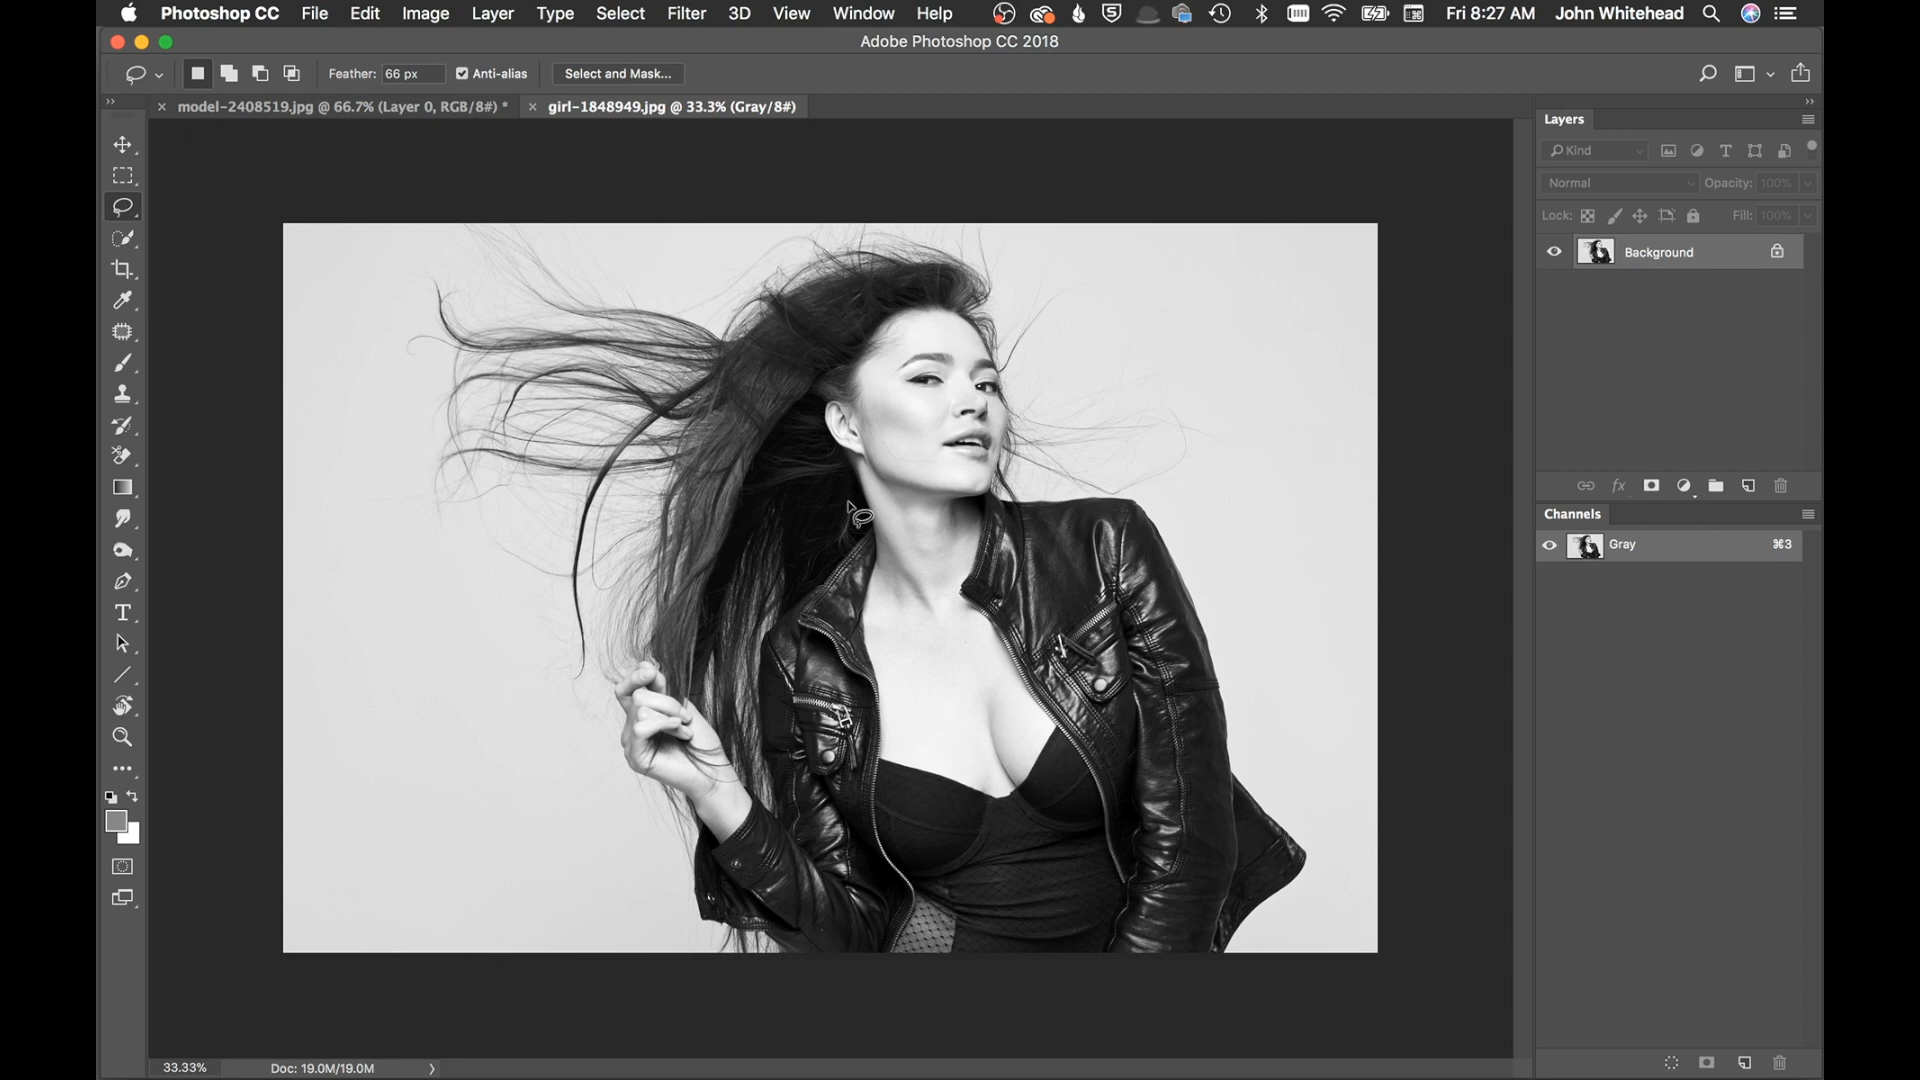 Photoshop CC File Edit Image Layer Type Select Filter 3D View Window Help Fri 8:27 AM John Whitehead
Adobe Photoshop CC 2018
Feather: 66 px Anti-alias Select and Mask...
model-2408519.jpg @ 66.7% (Layer 0, RGB/8#) * girl-1848949.jpg @ 33.3% (Gray/8#)
Layers
Kind
Normal Opacity: 100%
Lock: Fill: 100%
Background
fx
Channels
Gray ⌘3
33.33% Doc: 19.0M/19.0M